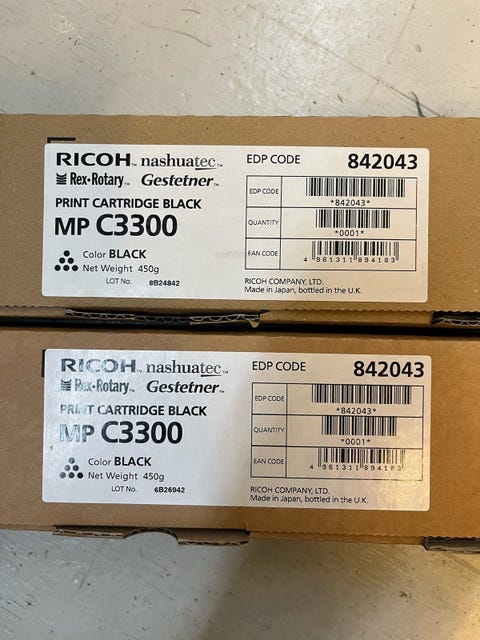 RICOH nashuatec
Rex·Rotary Gestetner
PRINT CARTRIDGE BLACK
MP C3300
Color BLACK
Net Weight 450g
LOT No. 8B24842
EDP CODE 842043
EDP CODE
*842043*
QUANTITY
*0001*
EAN CODE
4 961311 894183
RICOH COMPANY, LTD.
Made in Japan, bottled in the U.K.
RICOH nashuatec
Rex·Rotary Gestetner
PRINT CARTRIDGE BLACK
MP C3300
Color BLACK
Net Weight 450g
LOT No. 6B26942
EDP CODE 842043
EDP CODE
*842043*
QUANTITY
*0001*
EAN CODE
4 961311 894183
RICOH COMPANY, LTD.
Made in Japan, bottled in the U.K.